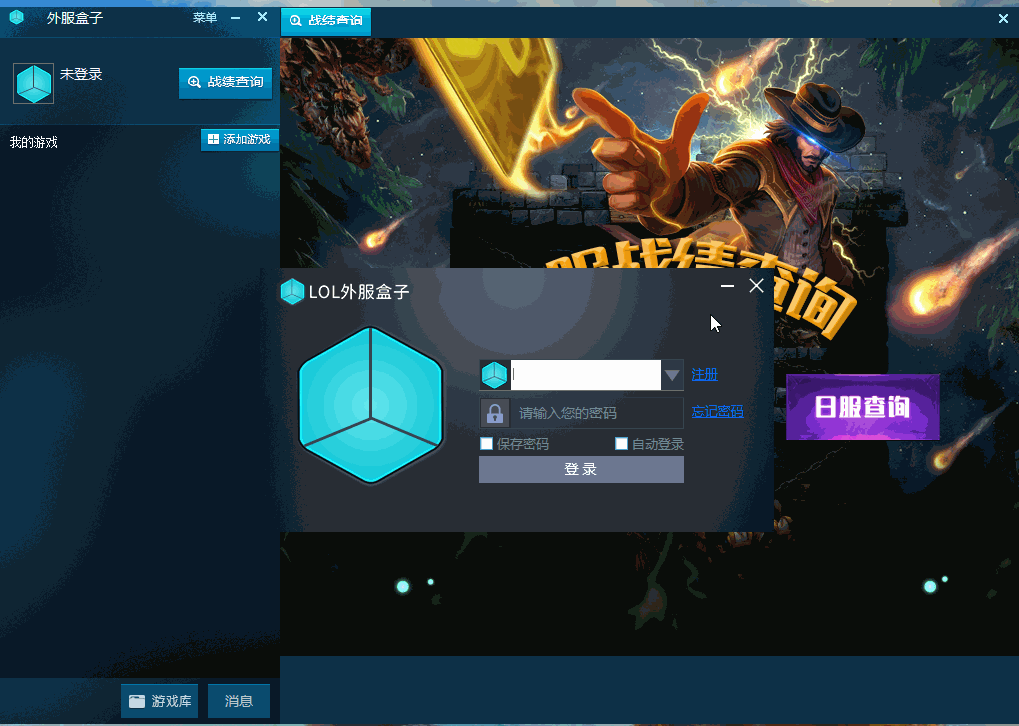 外服盒子
菜单
战绩查询
未登录
战绩查询
我的游戏
添加游戏
服战绩查询
LOL外服盒子
注册
请输入您的密码
忘记密码
保存密码
自动登录
登录
日服查询
游戏库
消息